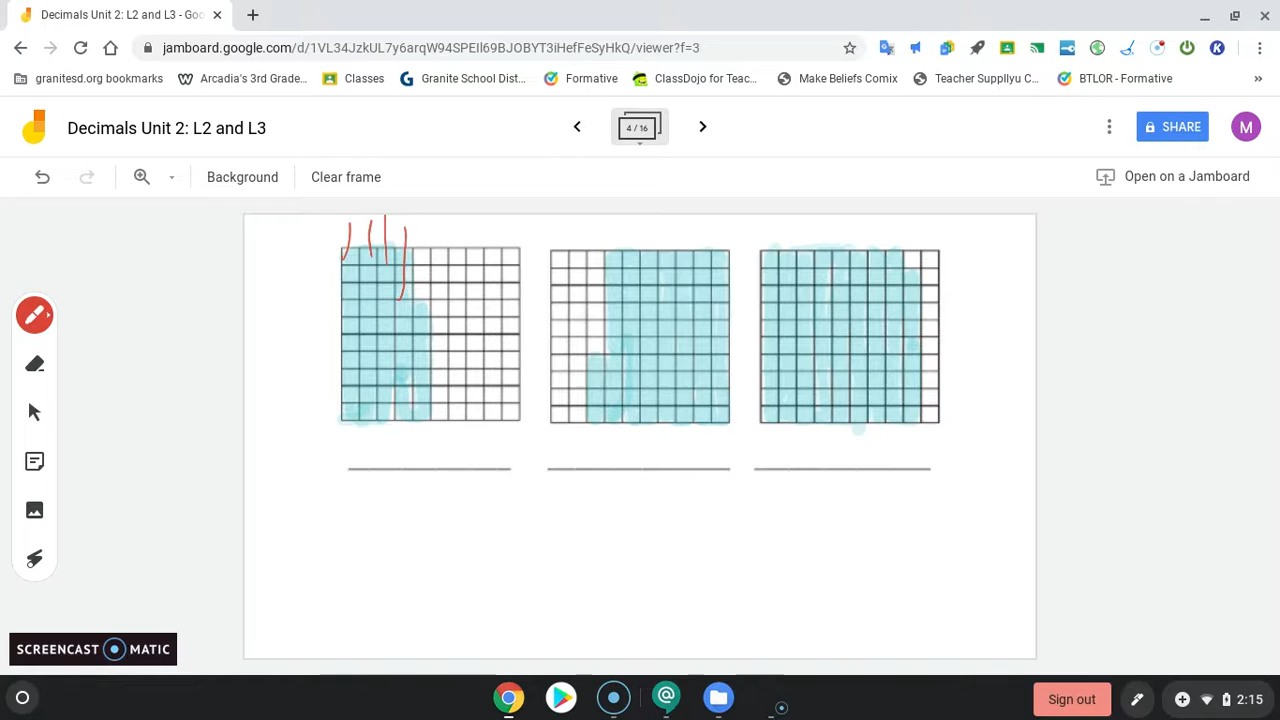 Decimals Unit 2: L2 and L3 - Goo
jamboard.google.com/d/1VL34JzkUL7y6arqW94SPEIl69BJOBYT3iHefFeSyHkQ/viewer?f=3
granitesd.org bookmarks
Arcadia's 3rd Grade...
Classes
Granite School Dist...
Formative
ClassDojo for Teac...
Make Beliefs Comix
Teacher Suppllyu C...
BTLOR - Formative
»
Decimals Unit 2: L2 and L3
4 / 16
SHARE
M
Background
Clear frame
Open on a Jamboard
SCREENCAST MATIC
Sign out
2:15